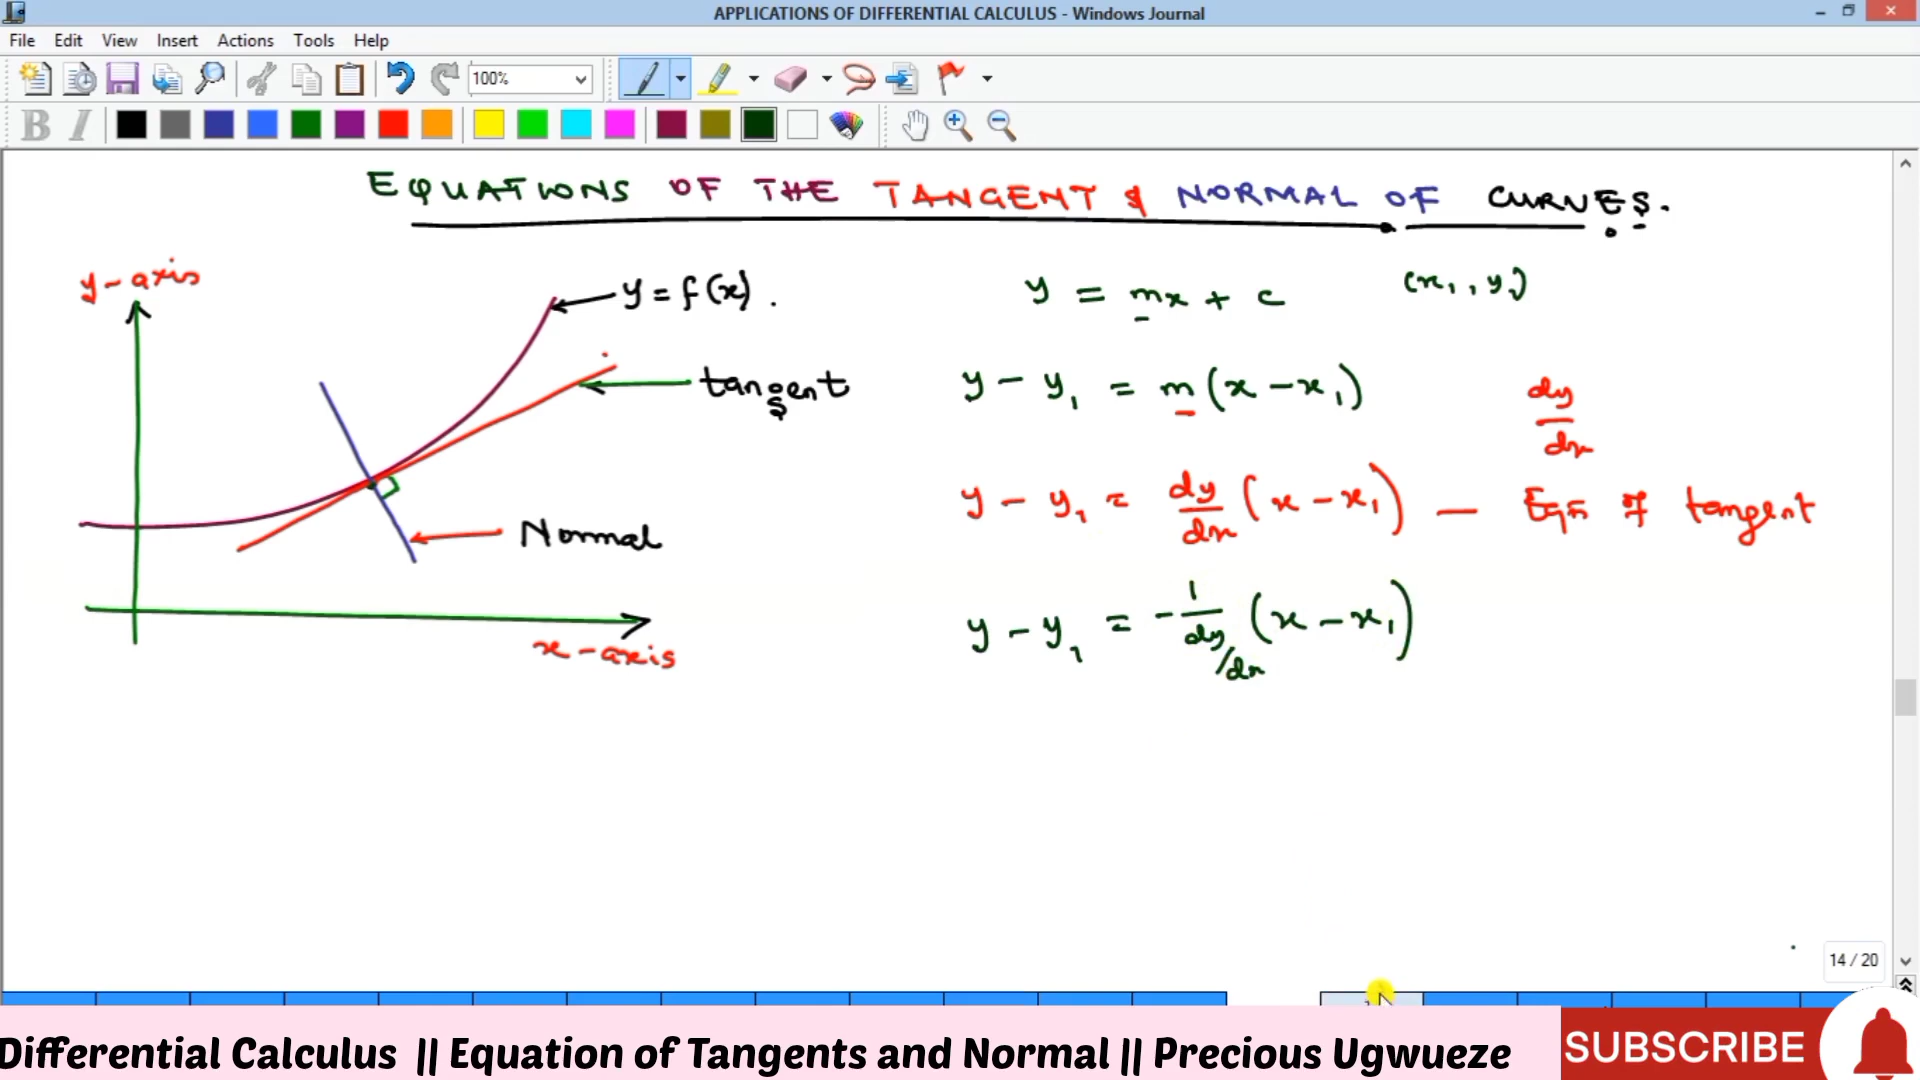 APPLICATIONS OF DIFFERENTIAL CALCULUS - Windows Journal
File Edit View Insert Actions Tools Help
100%
B I
EQUATIONS OF THE TANGENT & NORMAL OF CURVES.
y-axis
y = f(x).
tangent
Normal
x-axis
y = mx + c (x₁, y₁)
y - y₁ = m(x - x₁)
dy/dx
y - y₁ = dy/dx (x - x₁) — Eqn of tangent
y - y₁ = -1/dy/dx (x - x₁)
14 / 20
Differential Calculus || Equation of Tangents and Normal || Precious Ugwueze
SUBSCRIBE